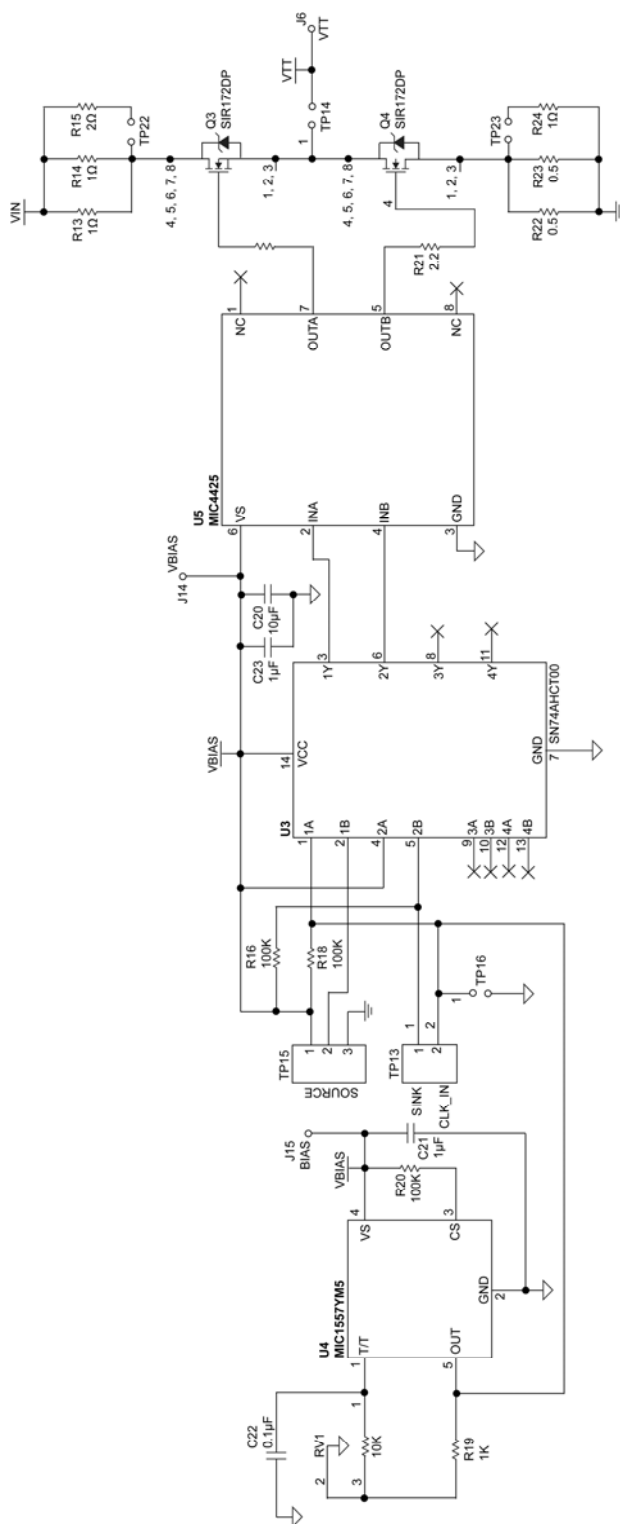 J6
VTT
VTT
TP14
1
VIN
R15
2Ω
R14
1Ω
R13
1Ω
TP22
4, 5, 6, 7, 8
Q3
SIR172DP
1, 2, 3
4, 5, 6, 7, 8
Q4
SIR172DP
4
1, 2, 3
TP23
R24
1Ω
R23
0.5
R22
0.5
R21
2.2
U5
MIC4425
VS
6
INA
2
INB
4
GND
3
NC
1
OUTA
7
OUTB
5
NC
8
J14
VBIAS
C20
10µF
C23
1µF
VBIAS
U3
14
VCC
1
1A
2
1B
4
2A
5
2B
9
3A
10
3B
12
4A
13
4B
1Y
3
2Y
6
3Y
8
4Y
11
GND
7
SN74AHCT00
R16
100K
R18
100K
TP15
1
2
3
SOURCE
TP13
1
2
1
2
SINK
CLK_IN
TP16
1
J15
BIAS
VBIAS
C21
1µF
R20
100K
U4
MIC1557YM5
VS
4
CS
3
GND
2
T/T
1
OUT
5
C22
0.1µF
RV1
1
2
3
10K
R19
1K